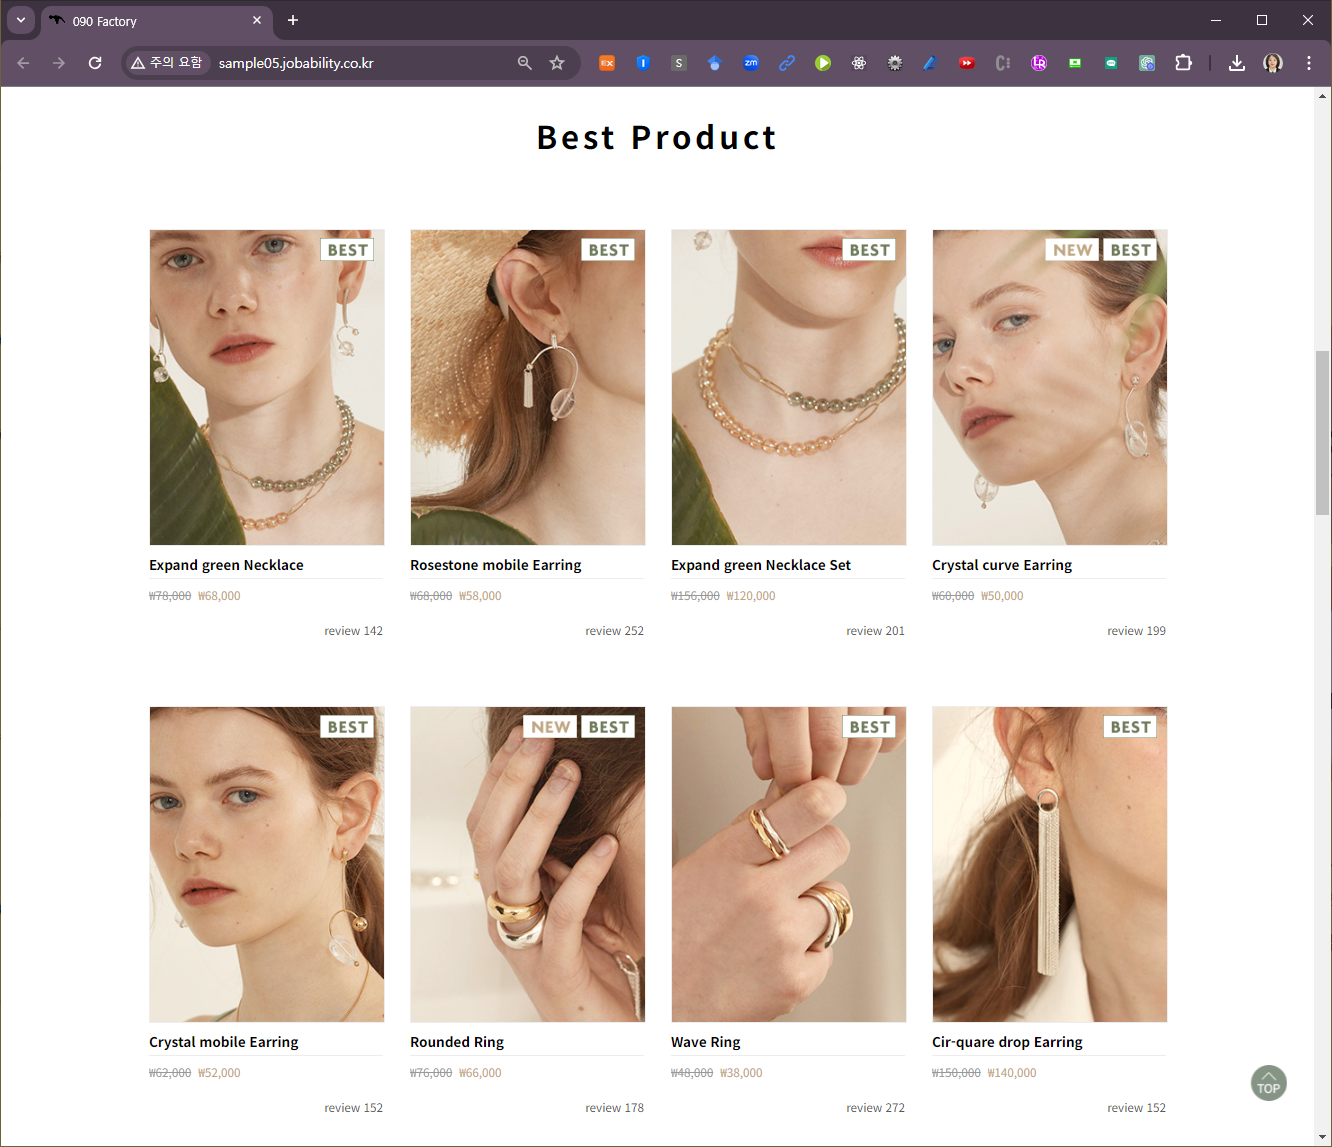 090 Factory
주의 요함
sample05.jobability.co.kr
Best Product
BEST
BEST
BEST
NEW BEST
Expand green Necklace
₩78,000 ₩68,000
review 142
Rosestone mobile Earring
₩68,000 ₩58,000
review 252
Expand green Necklace Set
₩156,000 ₩120,000
review 201
Crystal curve Earring
₩60,000 ₩50,000
review 199
BEST
NEW BEST
BEST
BEST
Crystal mobile Earring
₩62,000 ₩52,000
review 152
Rounded Ring
₩76,000 ₩66,000
review 178
Wave Ring
₩48,000 ₩38,000
review 272
Cir-quare drop Earring
₩150,000 ₩140,000
review 152
TOP